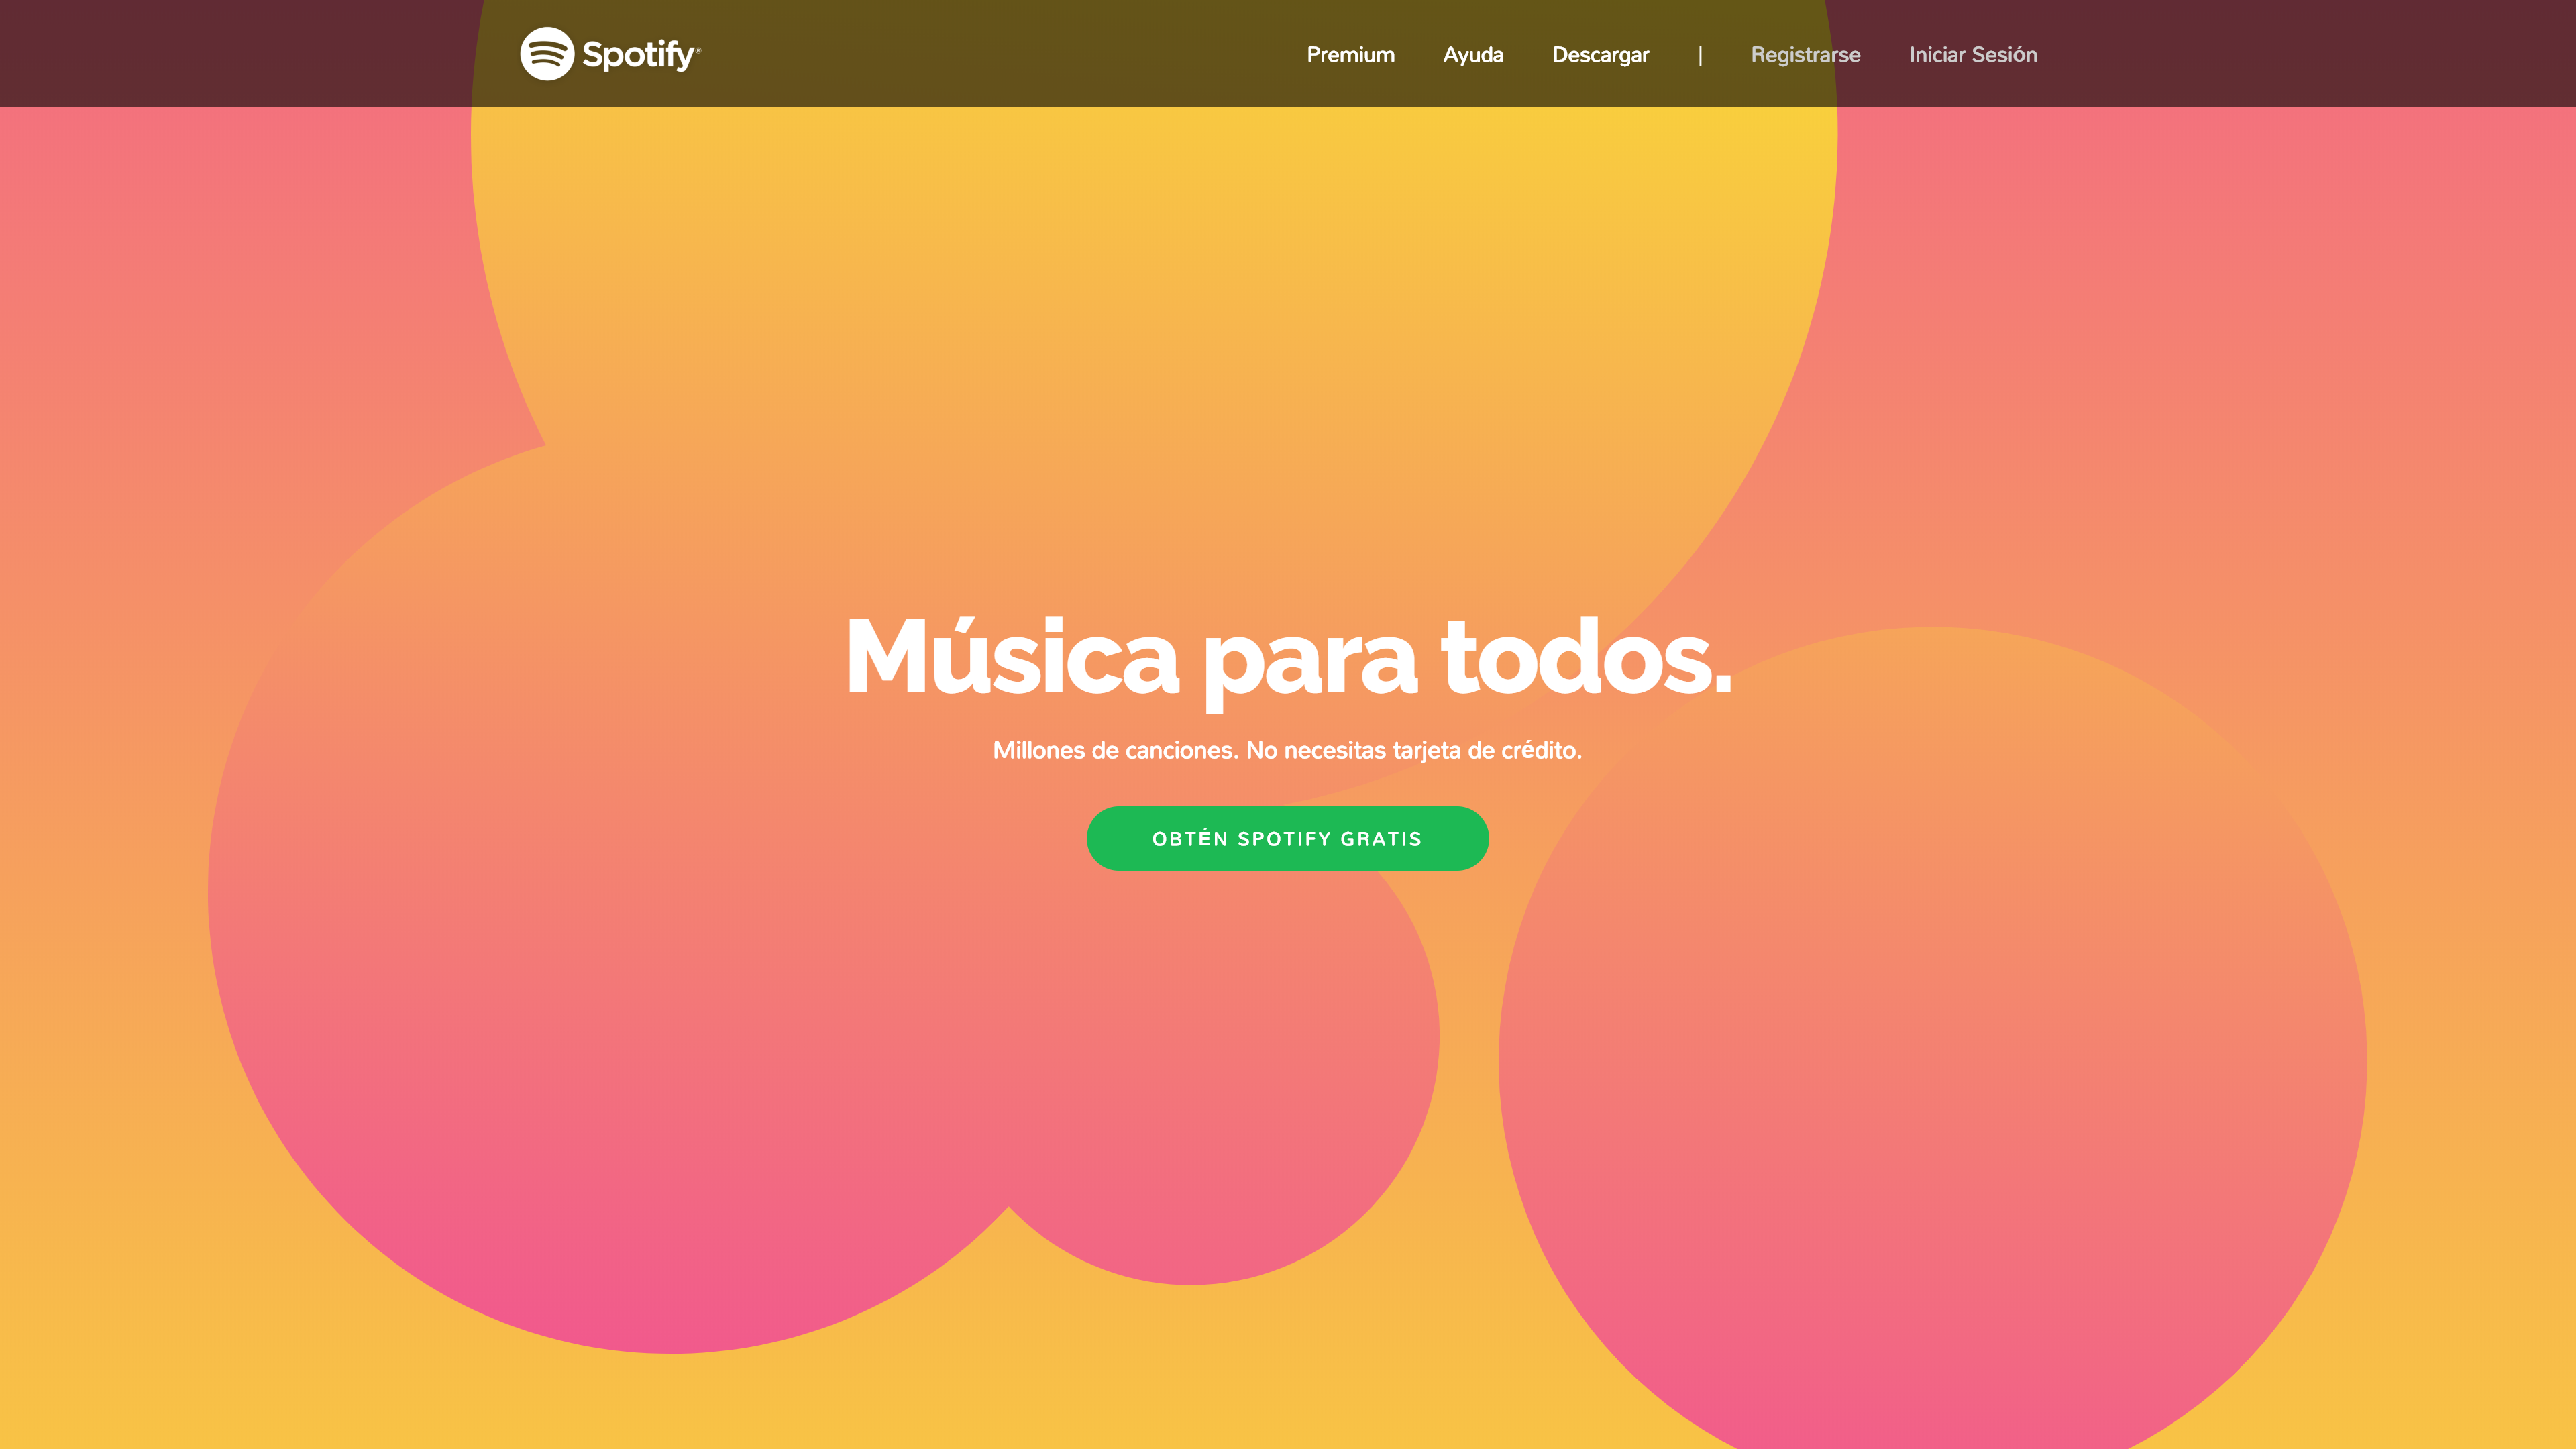 Spotify®
Premium Ayuda Descargar | Registrarse Iniciar Sesión
Música para todos.
Millones de canciones. No necesitas tarjeta de crédito.
OBTÉN SPOTIFY GRATIS